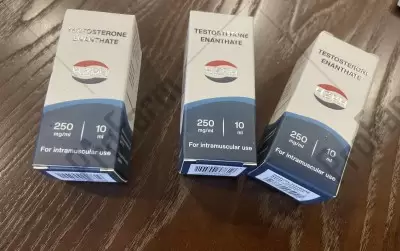 TESTOSTERONE
ENANTHATE
250
mg/ml
10
ml
For intramuscular use
TESTOSTERONE
ENANTHATE
250
mg/ml
10
ml
For intramuscular use
TESTOSTERONE
ENANTHATE
250
mg/ml
10
ml
For intramuscular use